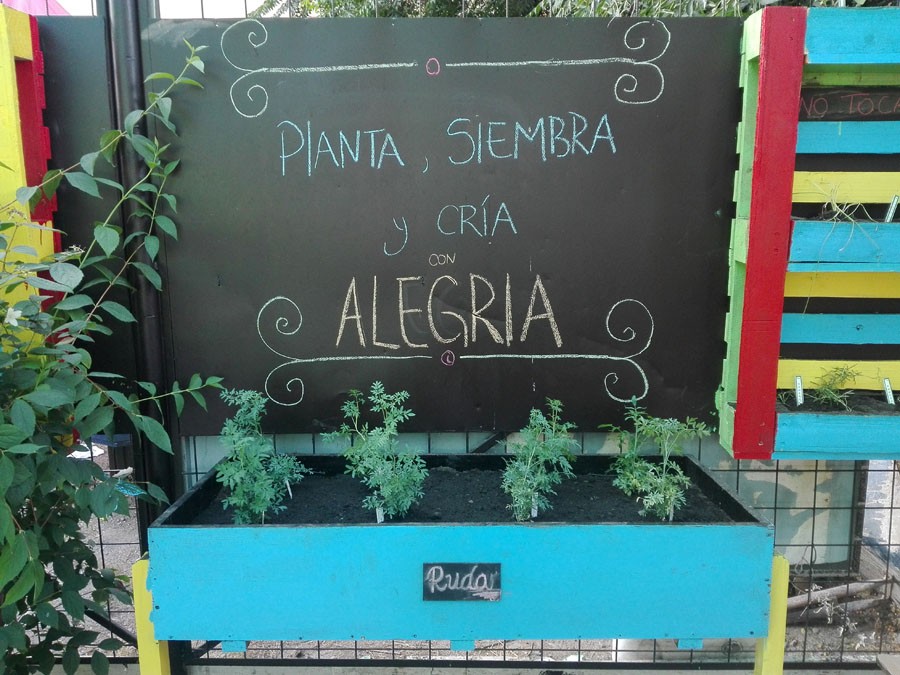 PLANTA, SIEMBRA
y CRÍA
CON
ALEGRIA
NO TOCA
Ruda